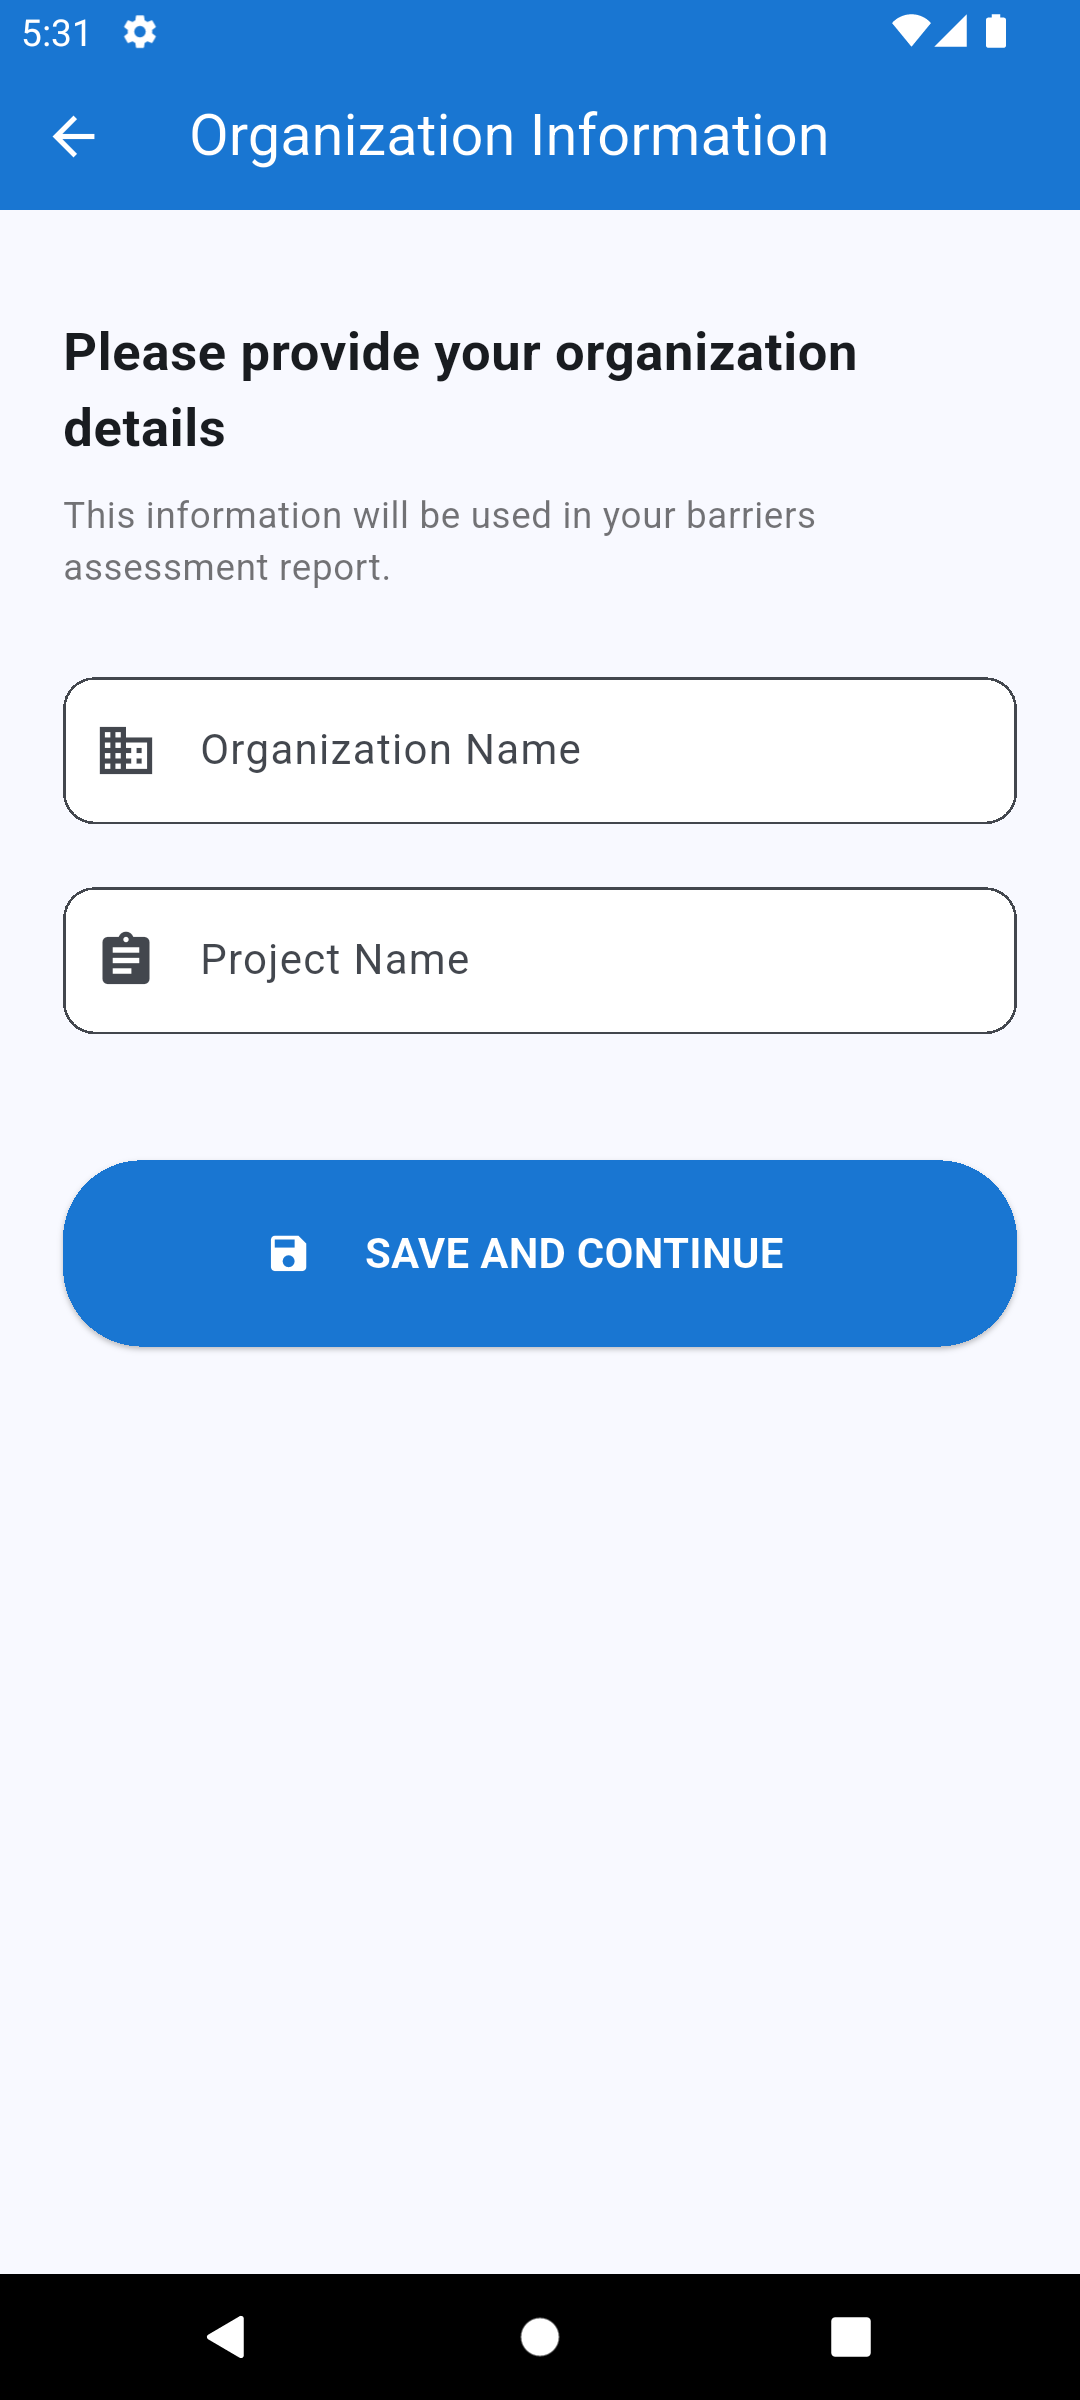 5:31
Organization Information
Please provide your organization
details
This information will be used in your barriers
assessment report.
Organization Name
Project Name
SAVE AND CONTINUE